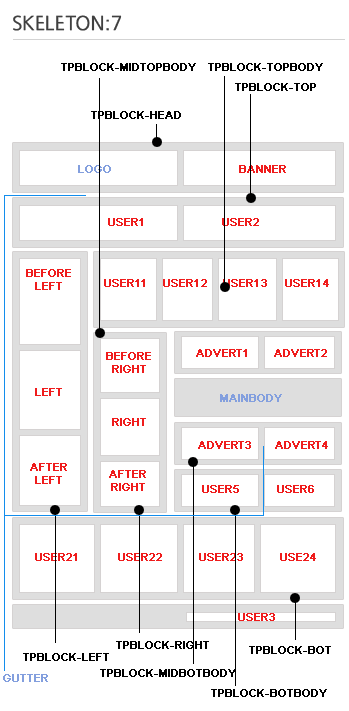 SKELETON:7
TPBLOCK-MIDTOPBODY
TPBLOCK-TOPBODY
TPBLOCK-TOP
TPBLOCK-HEAD
LOGO
BANNER
USER1
USER2
BEFORE
LEFT
USER11
USER12
USER13
USER14
BEFORE
RIGHT
ADVERT1
ADVERT2
LEFT
MAINBODY
RIGHT
ADVERT3
ADVERT4
AFTER
LEFT
AFTER
RIGHT
USER5
USER6
USER21
USER22
USER23
USE24
USER3
TPBLOCK-RIGHT
TPBLOCK-BOT
TPBLOCK-LEFT
TPBLOCK-MIDBOTBODY
GUTTER
TPBLOCK-BOTBODY